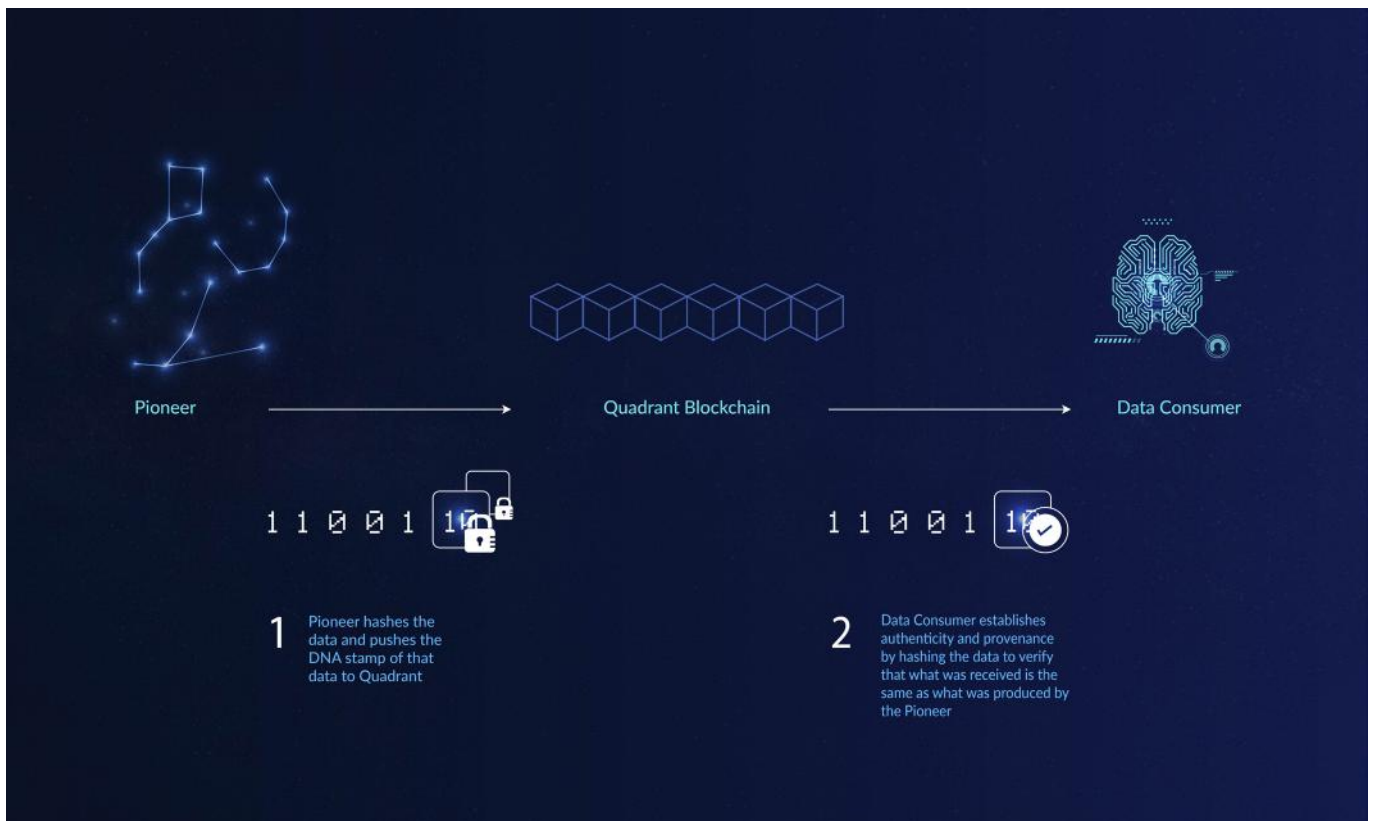 Pioneer
Quadrant Blockchain
Data Consumer
1 1 0 0 1 10
1 1 0 0 1 10
1
Pioneer hashes the
data and pushes the
DNA stamp of that
data to Quadrant
2
Data Consumer establishes
authenticity and provenance
by hashing the data to verify
that what was received is the
same as what was produced by
the Pioneer